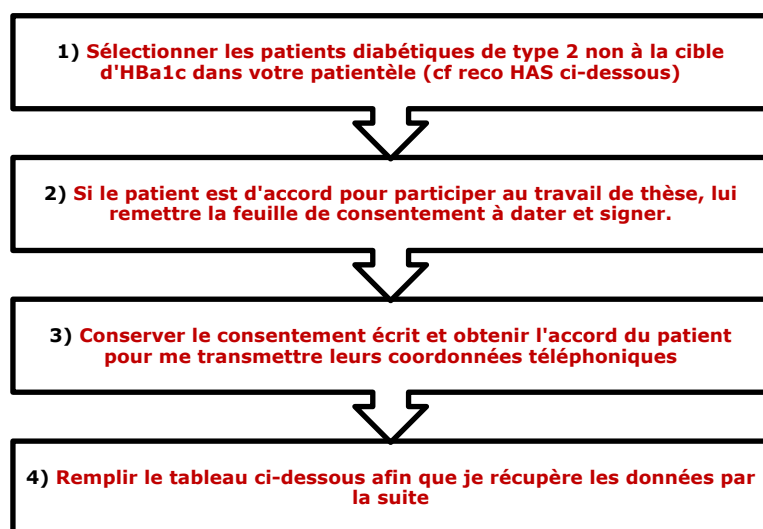 1) Sélectionner les patients diabétiques de type 2 non à la cible
d'HBa1c dans votre patientèle (cf reco HAS ci-dessous)
2) Si le patient est d'accord pour participer au travail de thèse, lui
remettre la feuille de consentement à dater et signer.
3) Conserver le consentement écrit et obtenir l'accord du patient
pour me transmettre leurs coordonnées téléphoniques
4) Remplir le tableau ci-dessous afin que je récupère les données par
la suite